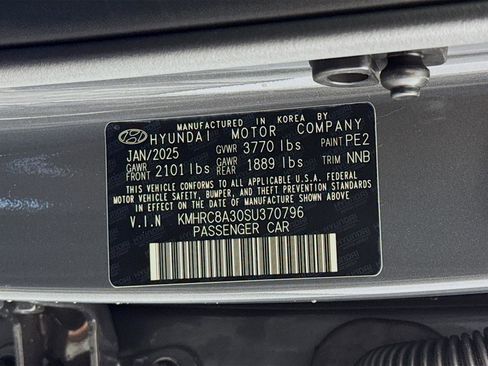 MANUFACTURED IN KOREA BY
HYUNDAI MOTOR COMPANY
JAN/2025 GVWR 3770 lbs PAINT PE2
GAWR FRONT 2101 lbs GAWR REAR 1889 lbs TRIM NNB
THIS VEHICLE CONFORMS TO ALL APPLICABLE U.S.A. FEDERAL
MOTOR VEHICLE SAFETY, BUMPER, AND THEFT PREVENTION STANDARDS
IN EFFECT ON THE DATE OF MANUFACTURE SHOWN ABOVE.
V.I.N KMHRC8A30SU370796
PASSENGER CAR